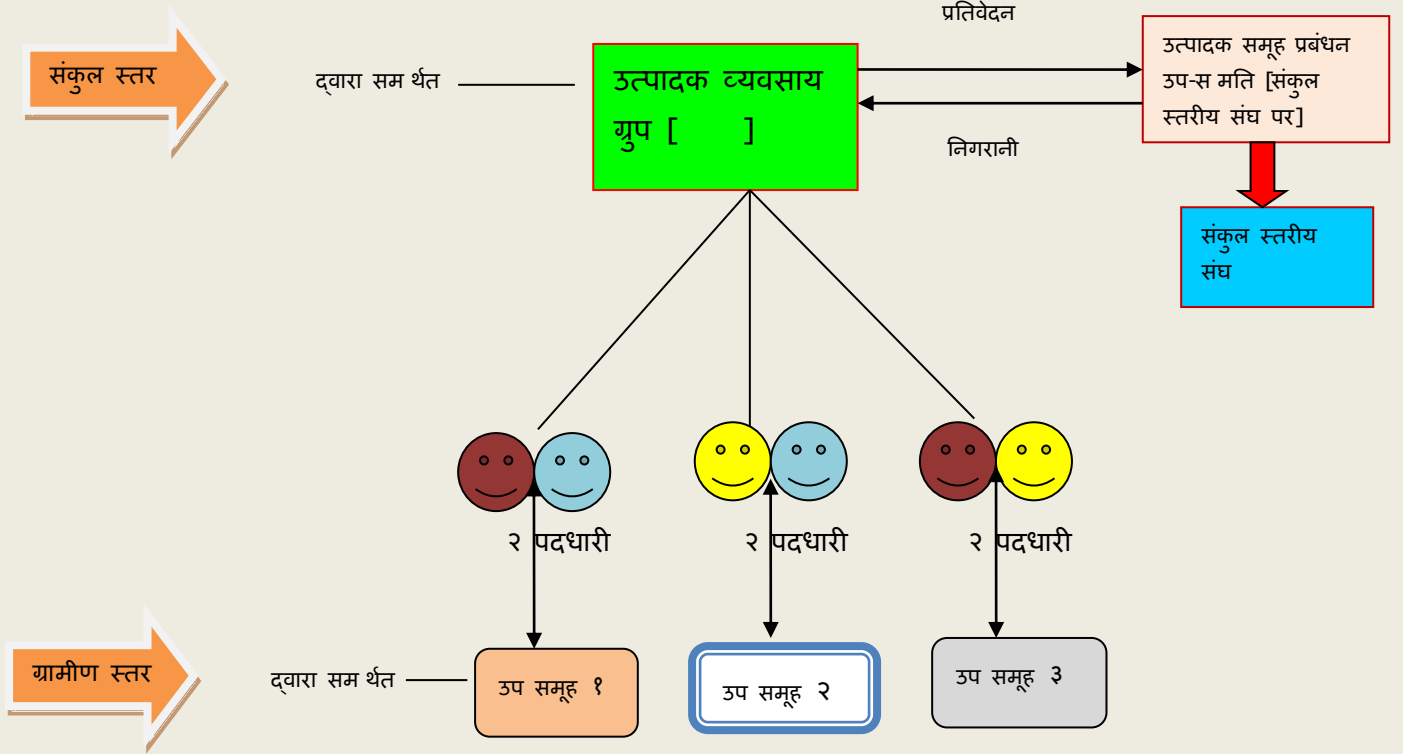 प्रतिवेदन
संकुल स्तर
द्वारा सम र्थत
उत्पादक व्यवसाय
ग्रुप [ ]
उत्पादक समूह प्रबंधन
उप-स मति [संकुल
स्तरीय संघ पर]
निगरानी
संकुल स्तरीय
संघ
२ पदधारी
२ पदधारी
२ पदधारी
ग्रामीण स्तर
द्वारा सम र्थत
उप समूह १
उप समूह २
उप समूह ३